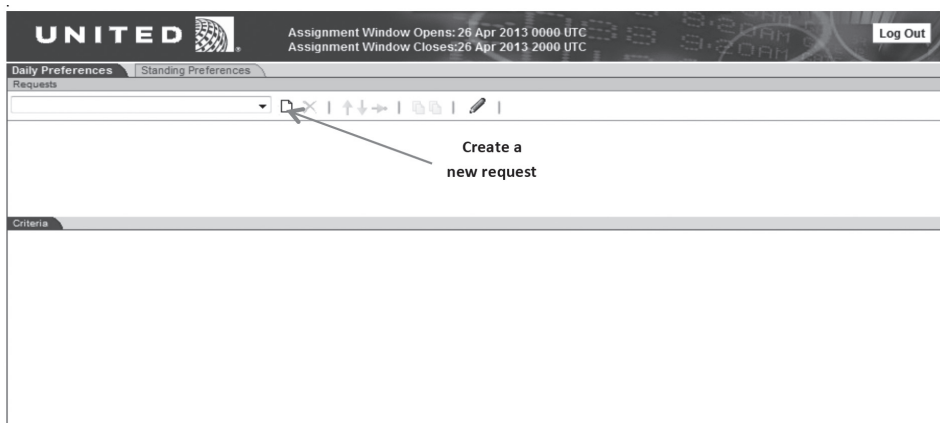 UNITED
Assignment Window Opens: 26 Apr 2013 0000 UTC
Assignment Window Closes:26 Apr 2013 2000 UTC
Log Out
Daily Preferences
Standing Preferences
Requests
Create a
new request
Criteria